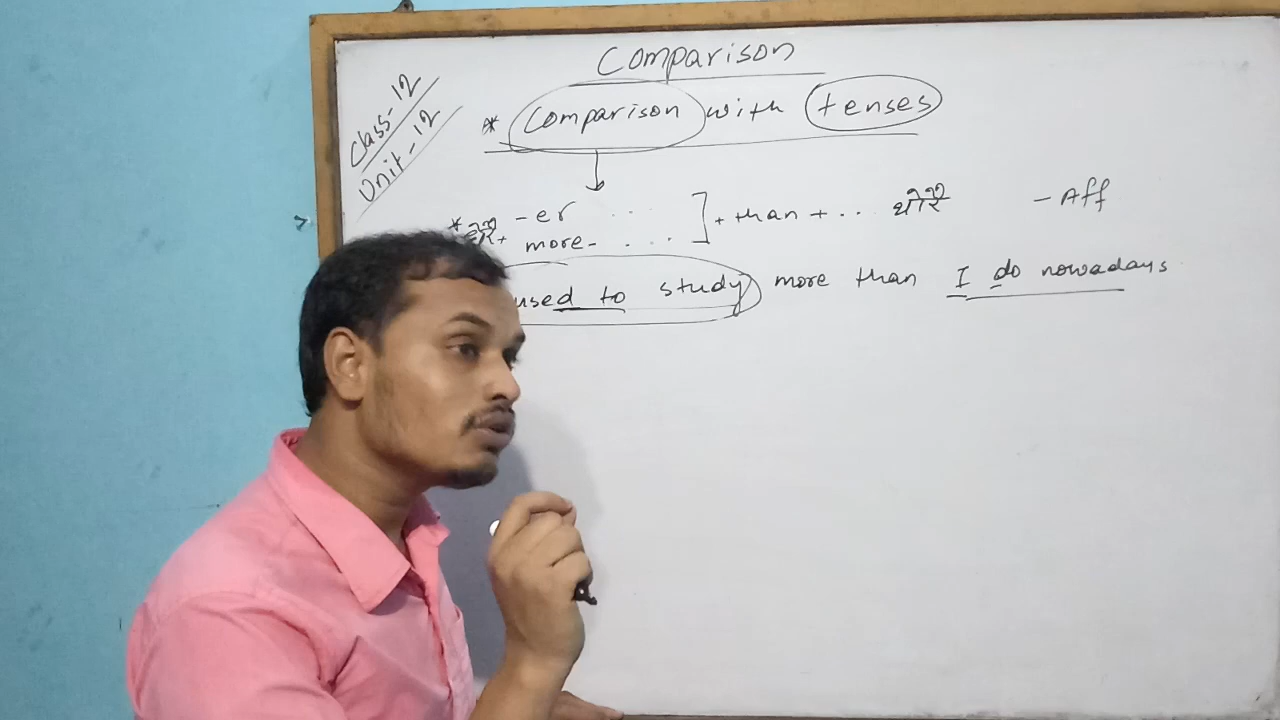 Comparison
Class-12
Unit-12
* Comparison with tenses
* धेरै + -er ... more- .... ] + than + ... थोरै - Aff
used to study more than I do nowadays